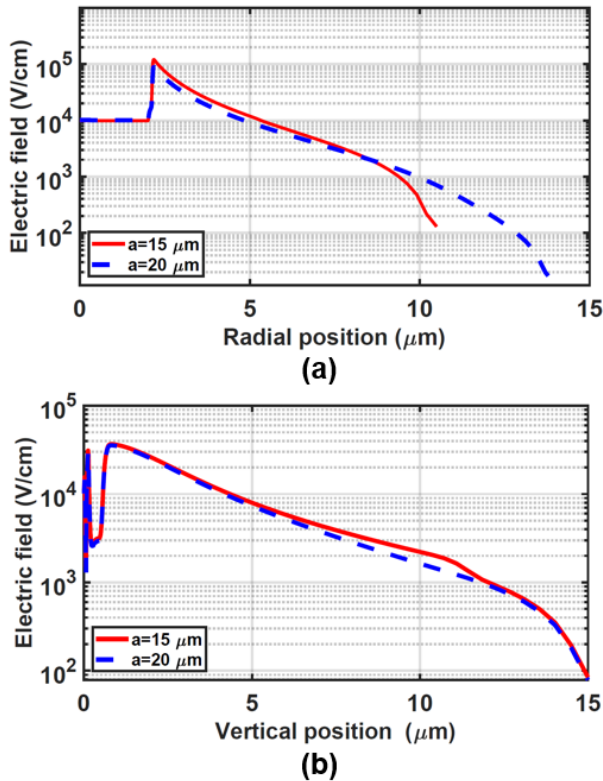 Electric field (V/cm)
10^5
10^4
10^3
10^2
a=15 μm
a=20 μm
0 5 10 15
Radial position (μm)
(a)
Electric field (V/cm)
10^5
10^4
10^3
10^2
a=15 μm
a=20 μm
0 5 10 15
Vertical position (μm)
(b)